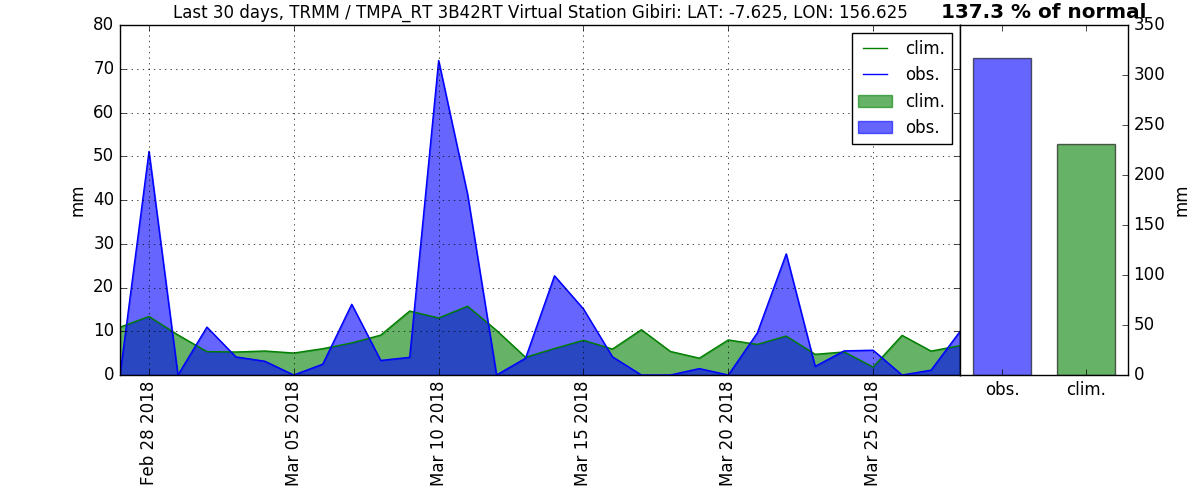 Last 30 days, TRMM / TMPA_RT 3B42RT Virtual Station Gibiri: LAT: -7.625, LON: 156.625
137.3 % of normal
80
70
60
50
40
30
20
10
0
mm
clim.
obs.
clim.
obs.
Feb 28 2018
Mar 05 2018
Mar 10 2018
Mar 15 2018
Mar 20 2018
Mar 25 2018
350
300
250
200
150
100
50
0
mm
obs.
clim.